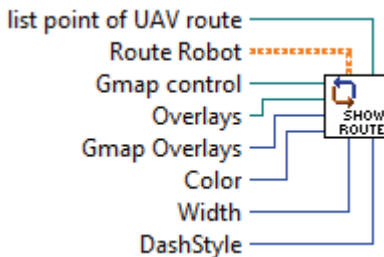 list point of UAV route
Route Robot
Gmap control
Overlays
Gmap Overlays
Color
Width
DashStyle
SHOW
ROUTE